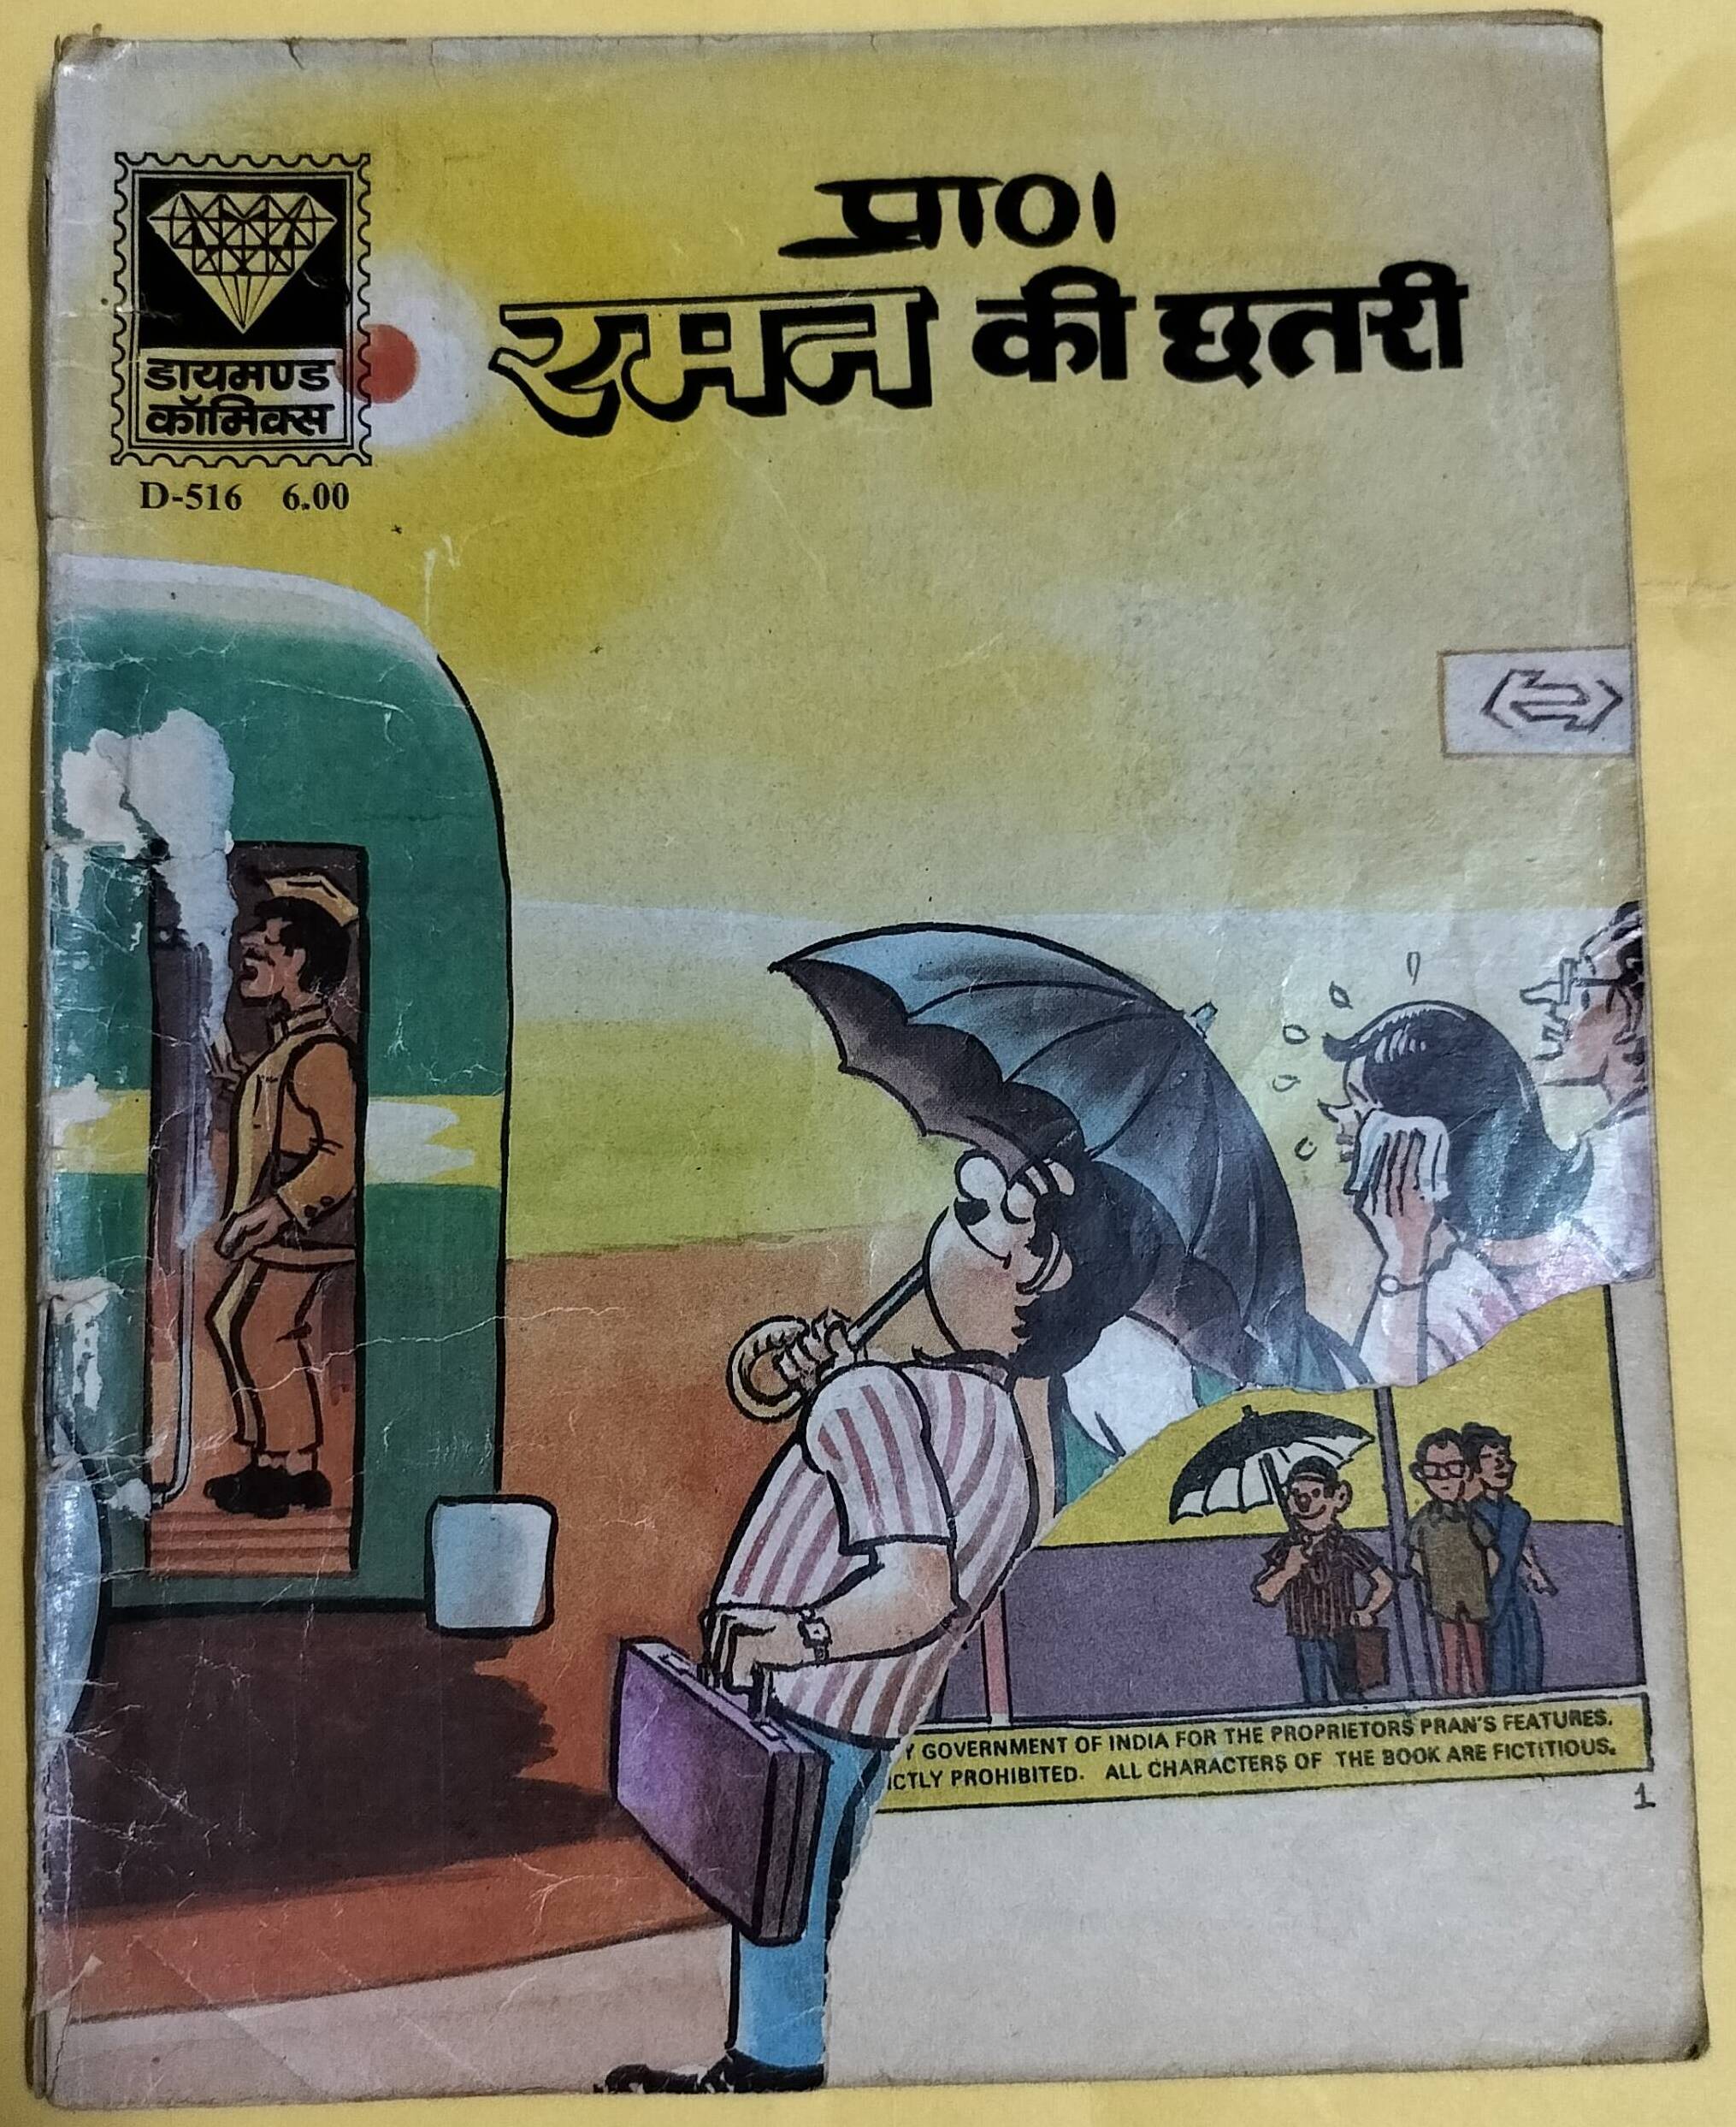 डायमण्ड
कॉमिक्स
D-516 6.00
प्राण
रमन की छतरी
GOVERNMENT OF INDIA FOR THE PROPRIETORS PRAN'S FEATURES.
PROHIBITED. ALL CHARACTERS OF THE BOOK ARE FICTITIOUS.
1